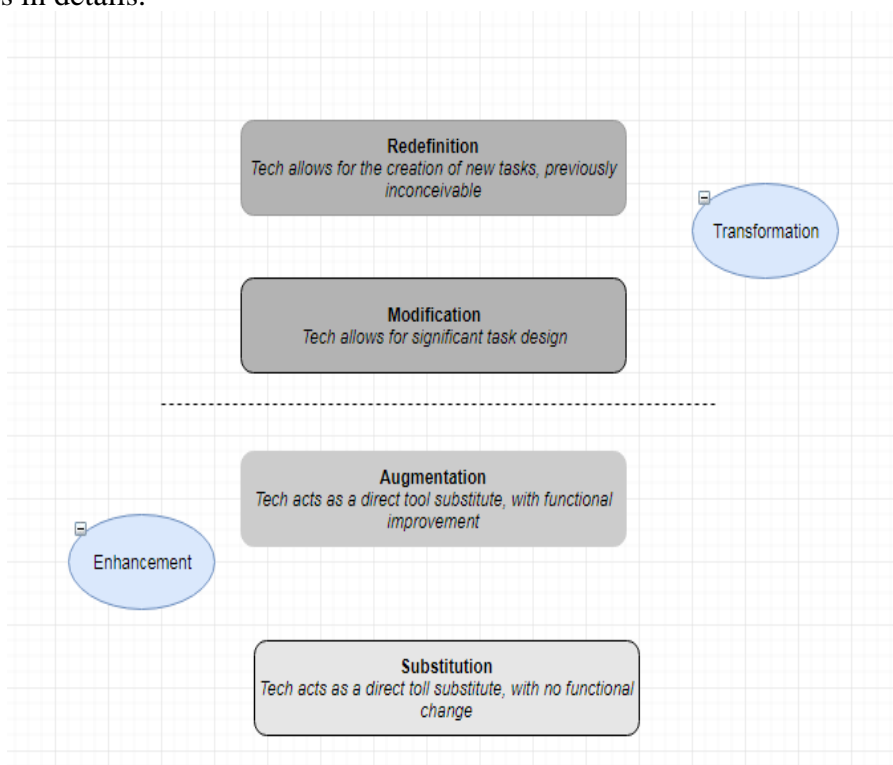 s in details.
Redefinition
Tech allows for the creation of new tasks, previously
inconceivable
Transformation
Modification
Tech allows for significant task design
Augmentation
Tech acts as a direct tool substitute, with functional
improvement
Enhancement
Substitution
Tech acts as a direct toll substitute, with no functional
change